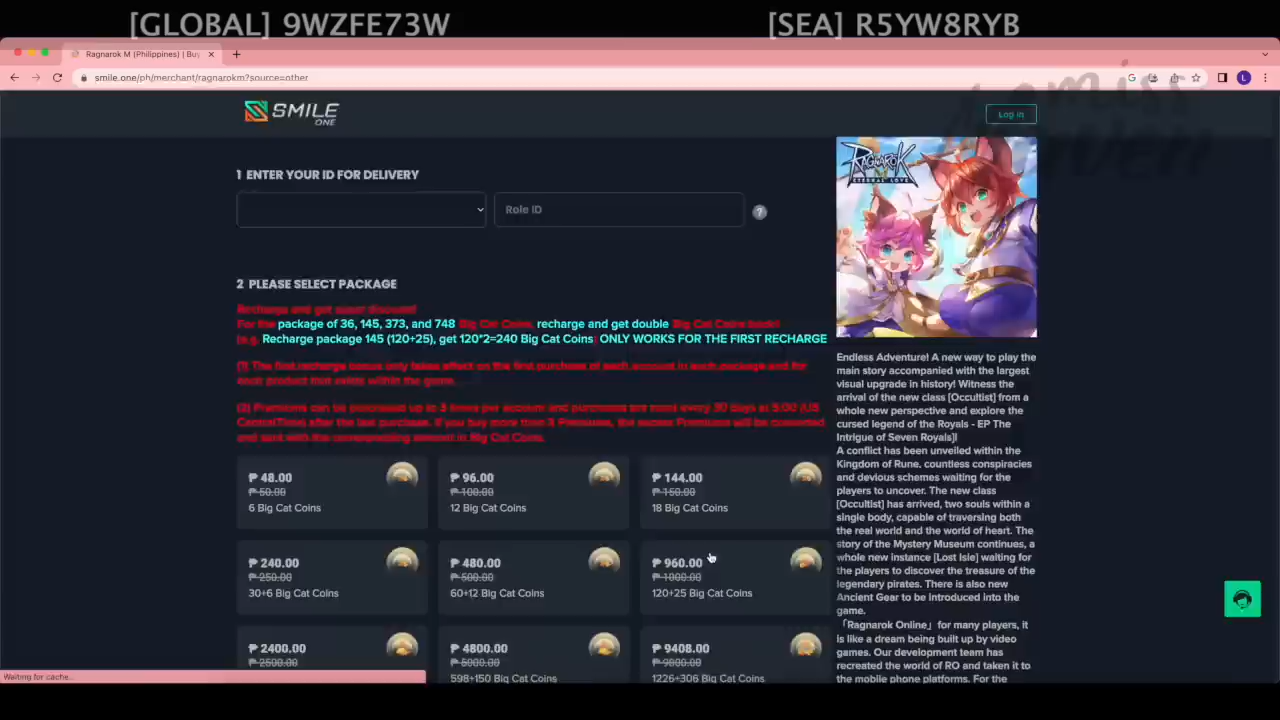 [GLOBAL] 9WZFE73W [SEA] R5YW8RYB
Ragnarok M (Philippines) | Buy
smile.one/ph/merchant/ragnarokm?source=other
SMILE
ONE
Log in
1 ENTER YOUR ID FOR DELIVERY
Role ID
?
2 PLEASE SELECT PACKAGE
Recharge and get super discount!
For the package of 36, 145, 373, and 748 Big Cat Coins, recharge and get double Big Cat Coins back!
(e.g. Recharge package 145 (120+25), get 120*2=240 Big Cat Coins) ONLY WORKS FOR THE FIRST RECHARGE
(1) The first recharge bonus only takes effect on the first purchase of each account in each package and for
each product that exists within the game.
(2) Premiums can be purchased up to 3 times per account and purchases are reset every 30 days at 5:00 (US
CentralTime) after the last purchase. If you buy more than 3 Premiums, the excess Premiums will be converted
and sent with the corresponding amount in Big Cat Coins.
₱ 48.00
₱ 50.00
6 Big Cat Coins
₱ 96.00
₱ 100.00
12 Big Cat Coins
₱ 144.00
₱ 150.00
18 Big Cat Coins
₱ 240.00
₱ 250.00
30+6 Big Cat Coins
₱ 480.00
₱ 500.00
60+12 Big Cat Coins
₱ 960.00
₱ 1000.00
120+25 Big Cat Coins
₱ 2400.00
₱ 2500.00
₱ 4800.00
₱ 5000.00
598+150 Big Cat Coins
₱ 9408.00
₱ 9800.00
1226+306 Big Cat Coins
RAGNAROK
ETERNAL LOVE
Endless Adventure! A new way to play the
main story accompanied with the largest
visual upgrade in history! Witness the
arrival of the new class [Occultist] from a
whole new perspective and explore the
cursed legend of the Royals - EP The
Intrigue of Seven Royals]!
A conflict has been unveiled within the
Kingdom of Rune, countless conspiracies
and devious schemes waiting for the
players to uncover. The new class
[Occultist] has arrived, two souls within a
single body, capable of traversing both
the real world and the world of heart. The
story of the Mystery Museum continues, a
whole new instance [Lost Isle] waiting for
the players to discover the treasure of the
legendary pirates. There is also new
Ancient Gear to be introduced into the
game.
「Ragnarok Online」for many players, it
is like a dream being built up by video
games. Our development team has
recreated the world of RO and taken it to
the mobile phone platforms. For the
Waiting for cache...